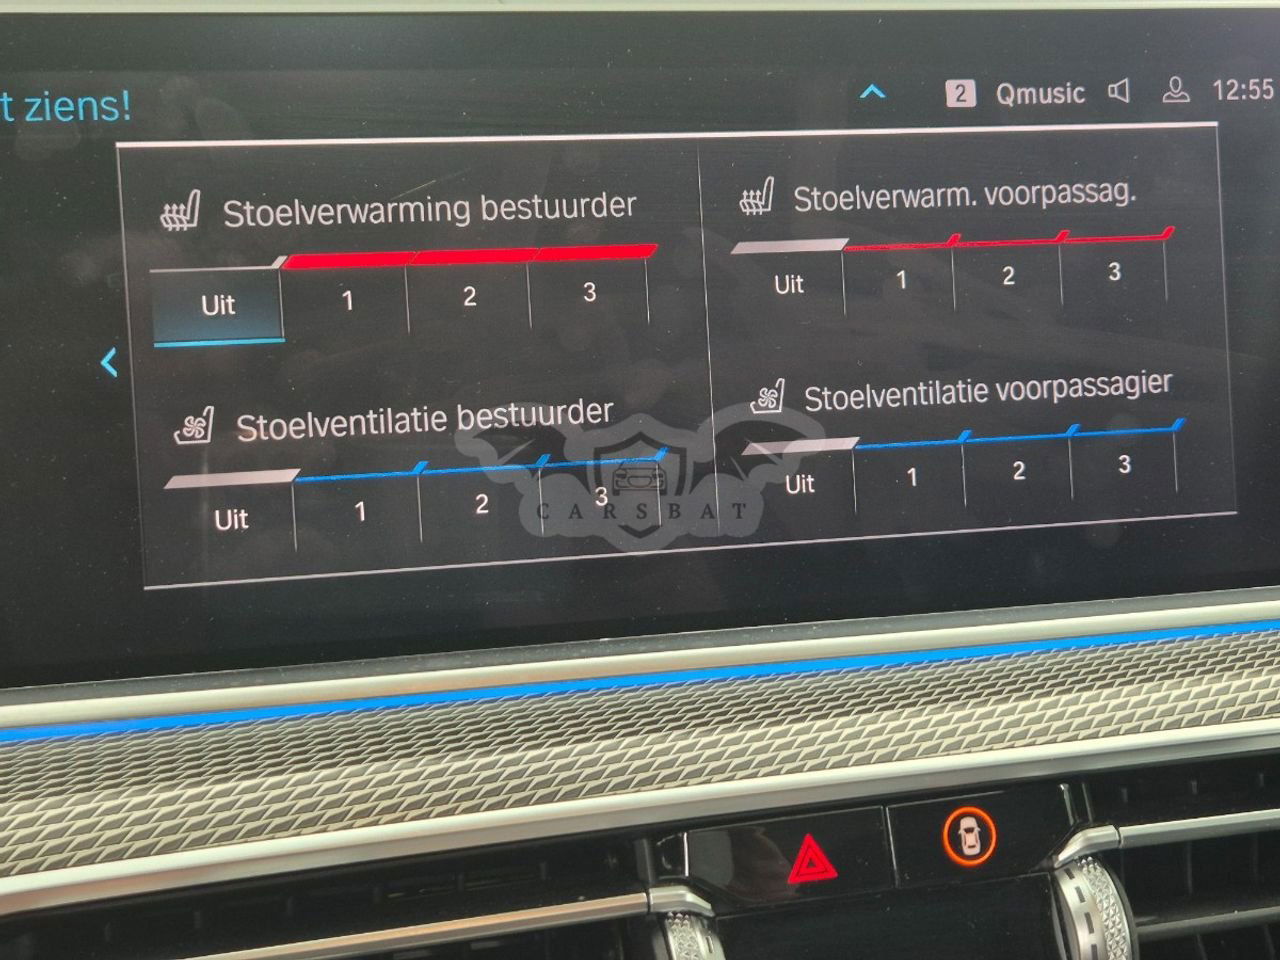 t ziens!
2 Qmusic 12:55
Stoelverwarming bestuurder
Uit 1 2 3
Stoelverwarm. voorpassag.
Uit 1 2 3
Stoelventilatie bestuurder
Uit 1 2 3
Stoelventilatie voorpassagier
Uit 1 2 3
CARSBAT